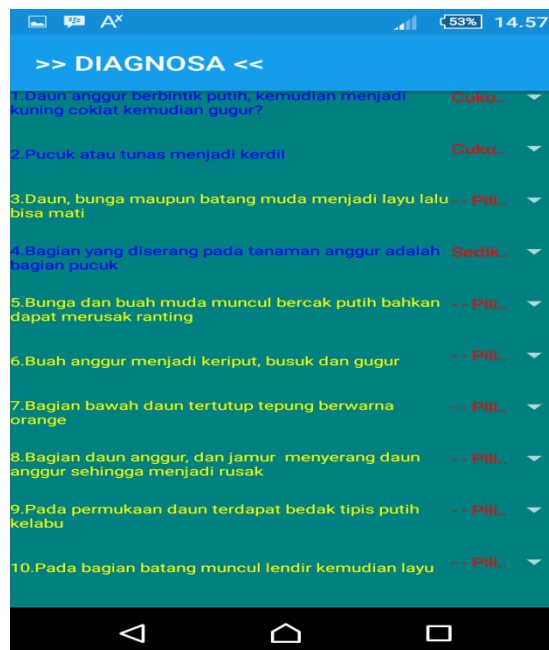 53% 14.57
>> DIAGNOSA <<
1.Daun anggur berbintik putih, kemudian menjadi Cuku...
kuning coklat kemudian gugur?
2.Pucuk atau tunas menjadi kerdil Cuku...
3.Daun, bunga maupun batang muda menjadi layu lalu - - Pili...
bisa mati
4.Bagian yang diserang pada tanaman anggur adalah Sedik...
bagian pucuk
5.Bunga dan buah muda muncul bercak putih bahkan - - Pili...
dapat merusak ranting
6.Buah anggur menjadi keriput, busuk dan gugur - - Pili...
7.Bagian bawah daun tertutup tepung berwarna - - Pili...
orange
8.Bagian daun anggur, dan jamur menyerang daun - - Pili...
anggur sehingga menjadi rusak
9.Pada permukaan daun terdapat bedak tipis putih - - Pili...
kelabu
10.Pada bagian batang muncul lendir kemudian layu - - Pili...